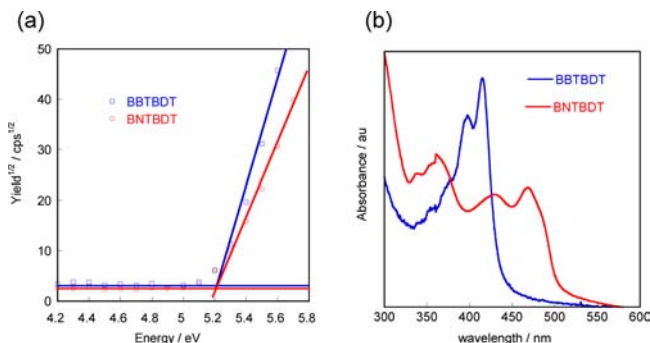 (a)
50
40
30
20
10
0
Yield1/2 / cps1/2
BBTBDT
BNTBDT
4.2 4.4 4.6 4.8 5 5.2 5.4 5.6 5.8
Energy / eV
(b)
Absorbance / au
BBTBDT
BNTBDT
300 350 400 450 500 550 600
wavelength / nm